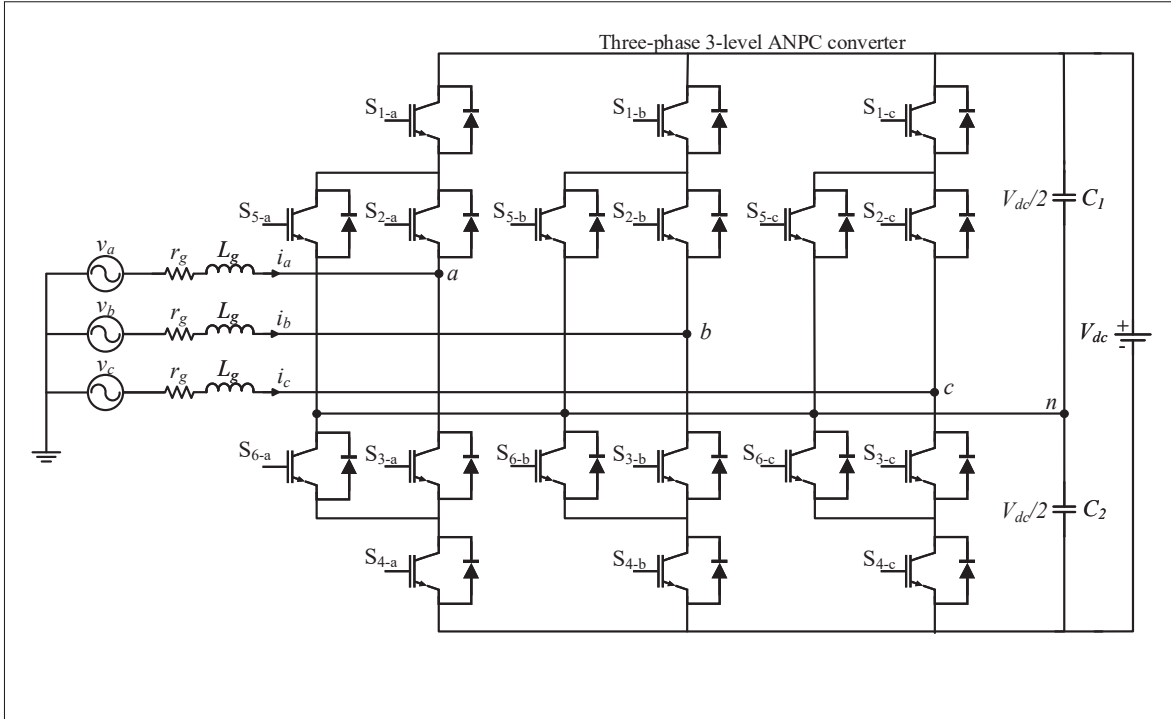 Three-phase 3-level ANPC converter
S1-a
S1-b
S1-c
S5-a
S2-a
S5-b
S2-b
S5-c
S2-c
Vdc/2
C1
va
rg
Lg
ia
a
vb
rg
Lg
ib
b
Vdc
+
-
vc
rg
Lg
ic
c
n
S6-a
S3-a
S6-b
S3-b
S6-c
S3-c
Vdc/2
C2
S4-a
S4-b
S4-c